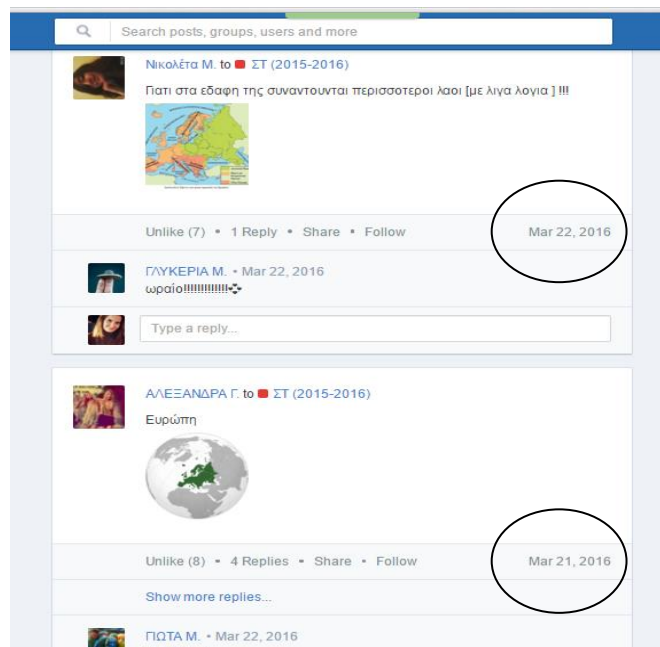 Search posts, groups, users and more
Νικολέτα Μ. to ΣΤ (2015-2016)
Γιατι στα εδαφη της συναντουνται περισσοτεροι λαοι [με λιγα λογια ] !!!
Unlike (7) • 1 Reply • Share • Follow Mar 22, 2016
ΓΛΥΚΕΡΙΑ Μ. • Mar 22, 2016
ωραίο!!!!!!!!!!!!!
Type a reply...
ΑΛΕΞΑΝΔΡΑ Γ. to ΣΤ (2015-2016)
Ευρώπη
Unlike (8) • 4 Replies • Share • Follow Mar 21, 2016
Show more replies...
ΠΩΤΑ Μ. • Mar 22, 2016